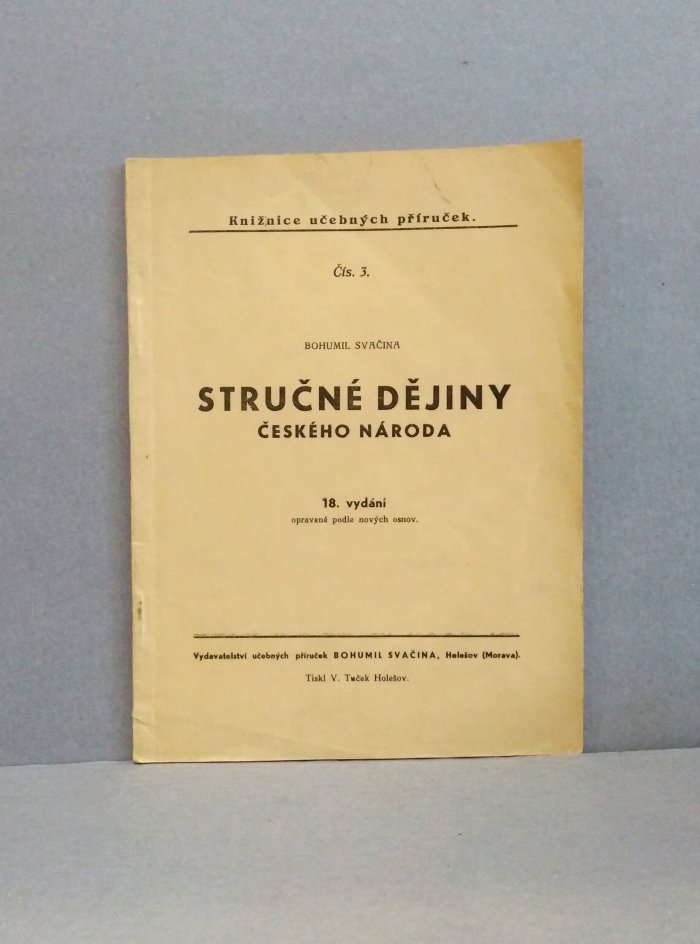 Knižnice učebných příruček.
Čís. 3.
BOHUMIL SVAČINA
STRUČNÉ DĚJINY
ČESKÉHO NÁRODA
18. vydání
opravené podle nových osnov.
Vydavatelství učebných příruček BOHUMIL SVAČINA, Holešov (Morava).
Tiskl V. Tuček Holešov.